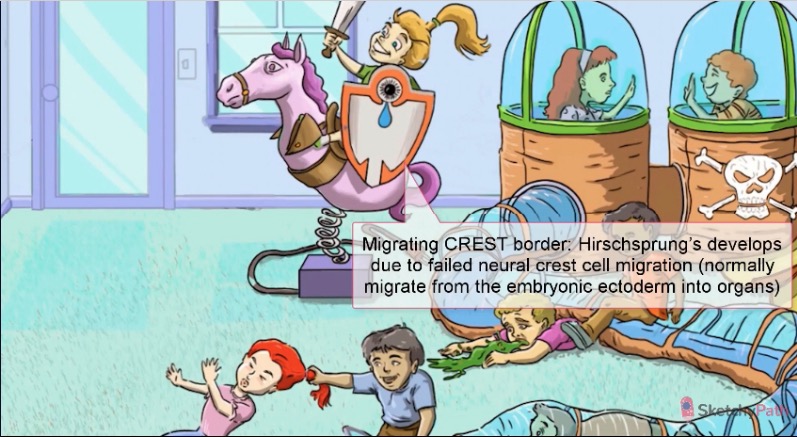 Migrating CREST border: Hirschsprung's develops
due to failed neural crest cell migration (normally
migrate from the embryonic ectoderm into organs)
SketchyPath